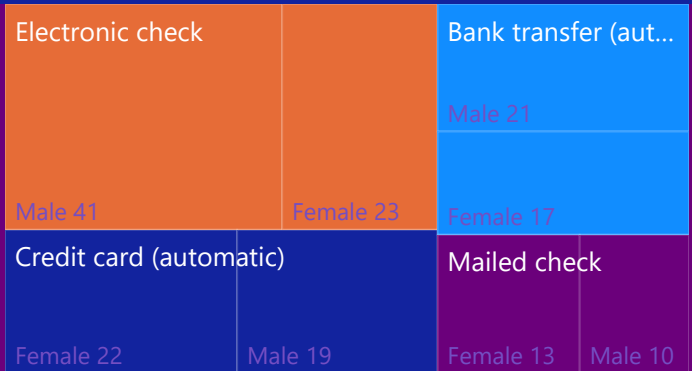 Electronic check
Male 41
Female 23
Bank transfer (aut...
Male 21
Female 17
Credit card (automatic)
Female 22
Male 19
Mailed check
Female 13
Male 10